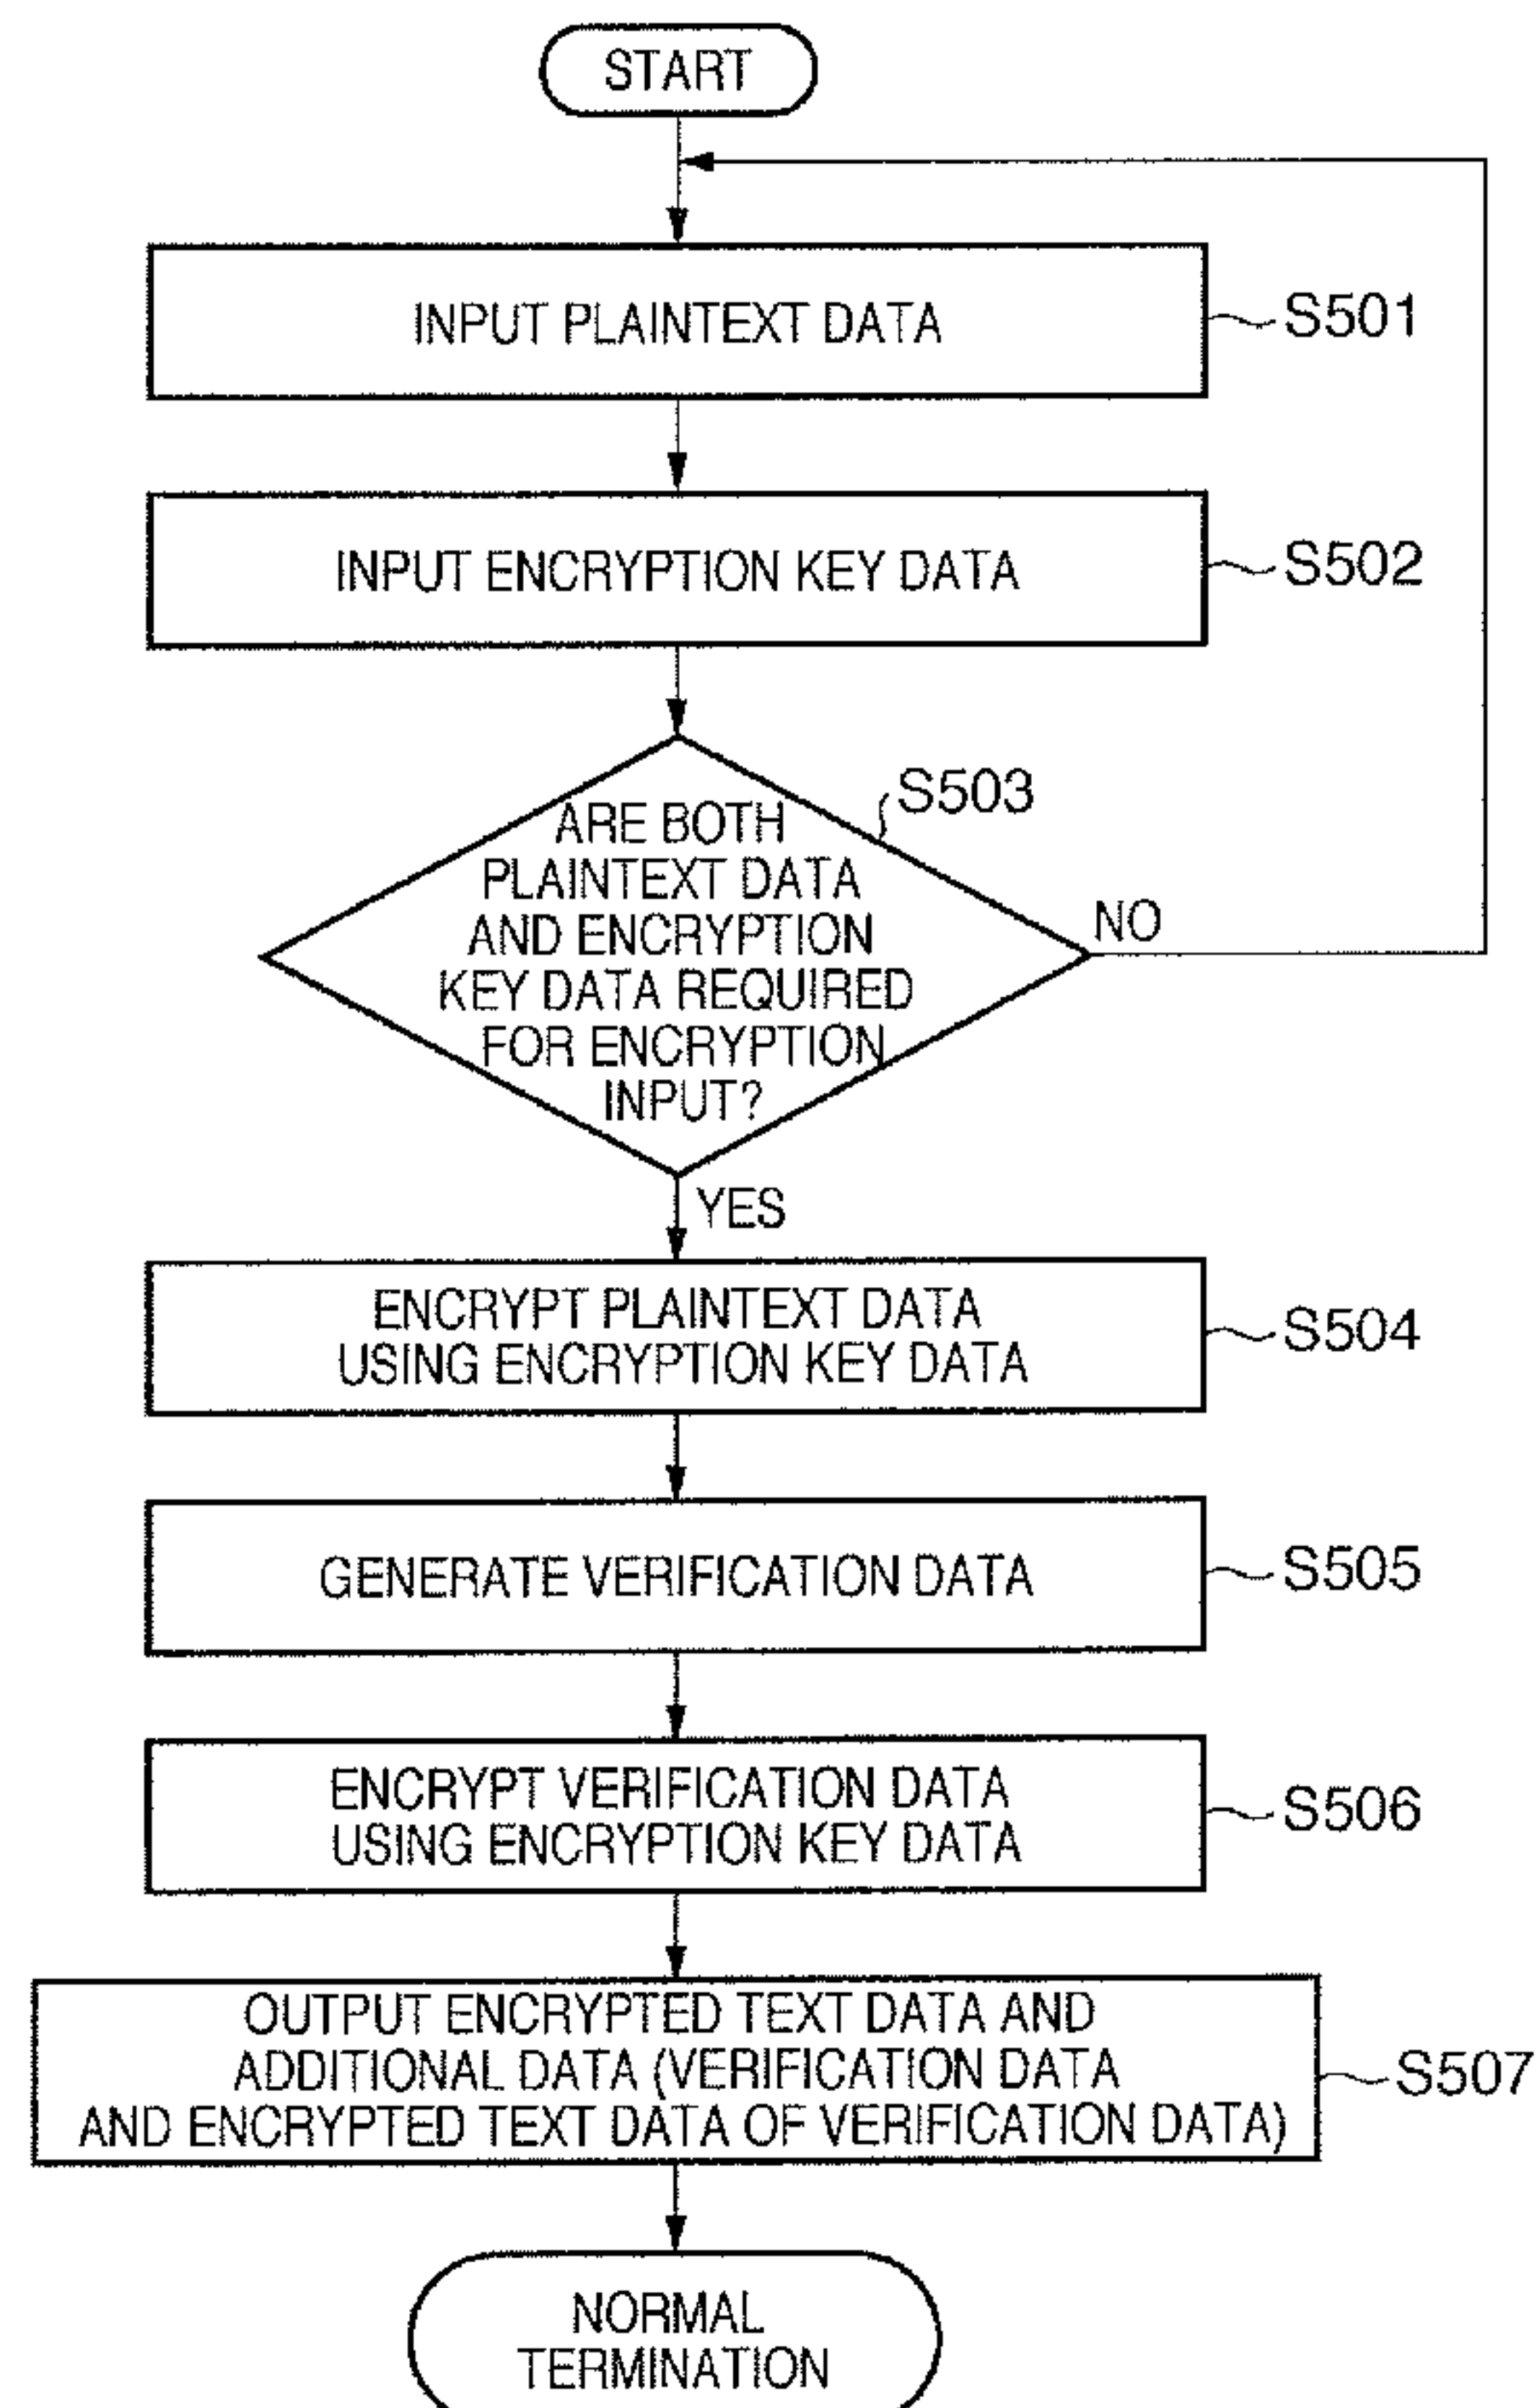 START
INPUT PLAINTEXT DATA
S501
INPUT ENCRYPTION KEY DATA
S502
S503
ARE BOTH
PLAINTEXT DATA
AND ENCRYPTION
KEY DATA REQUIRED
FOR ENCRYPTION
INPUT?
NO
YES
ENCRYPT PLAINTEXT DATA
USING ENCRYPTION KEY DATA
S504
GENERATE VERIFICATION DATA
S505
ENCRYPT VERIFICATION DATA
USING ENCRYPTION KEY DATA
S506
OUTPUT ENCRYPTED TEXT DATA AND
ADDITIONAL DATA (VERIFICATION DATA
AND ENCRYPTED TEXT DATA OF VERIFICATION DATA)
S507
NORMAL
TERMINATION